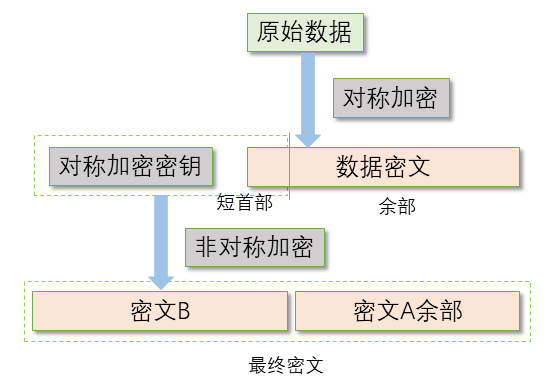 原始数据
对称加密
对称加密密钥
数据密文
短首部
余部
非对称加密
密文B
密文A余部
最终密文